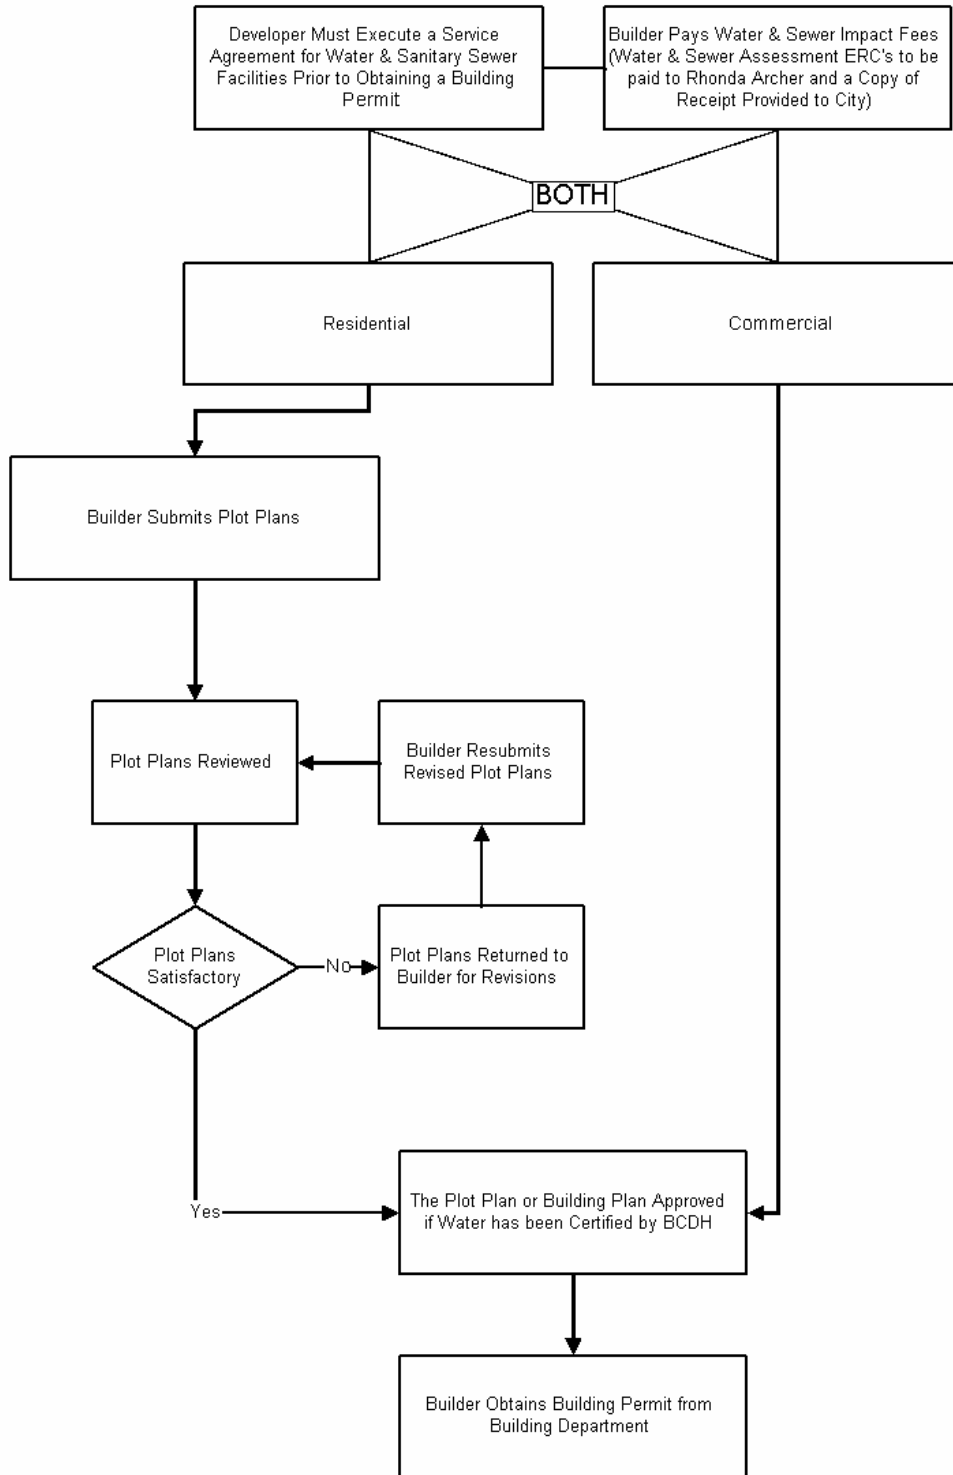 Developer Must Execute a Service
Agreement for Water & Sanitary Sewer
Facilities Prior to Obtaining a Building
Permit
Builder Pays Water & Sewer Impact Fees
(Water & Sewer Assessment ERC's to be
paid to Rhonda Archer and a Copy of
Receipt Provided to City)
BOTH
Residential
Commercial
Builder Submits Plot Plans
Plot Plans Reviewed
Builder Resubmits
Revised Plot Plans
Plot Plans
Satisfactory
No
Plot Plans Returned to
Builder for Revisions
Yes
The Plot Plan or Building Plan Approved
if Water has been Certified by BCDH
Builder Obtains Building Permit from
Building Department